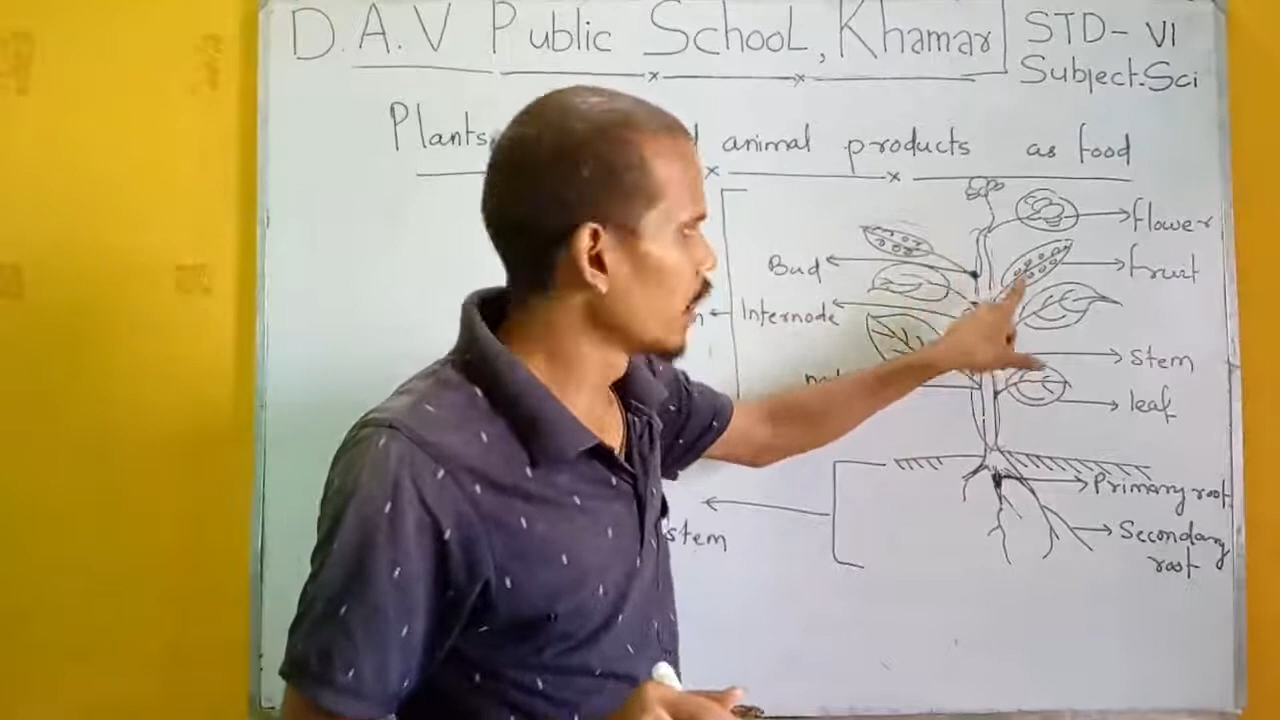 D.A.V Public School, Khamar
STD- VI
Subject.Sci
Plants animal products as food
flower
Bud
fruit
Internode
stem
leaf
Primary root
stem
Secondary
root